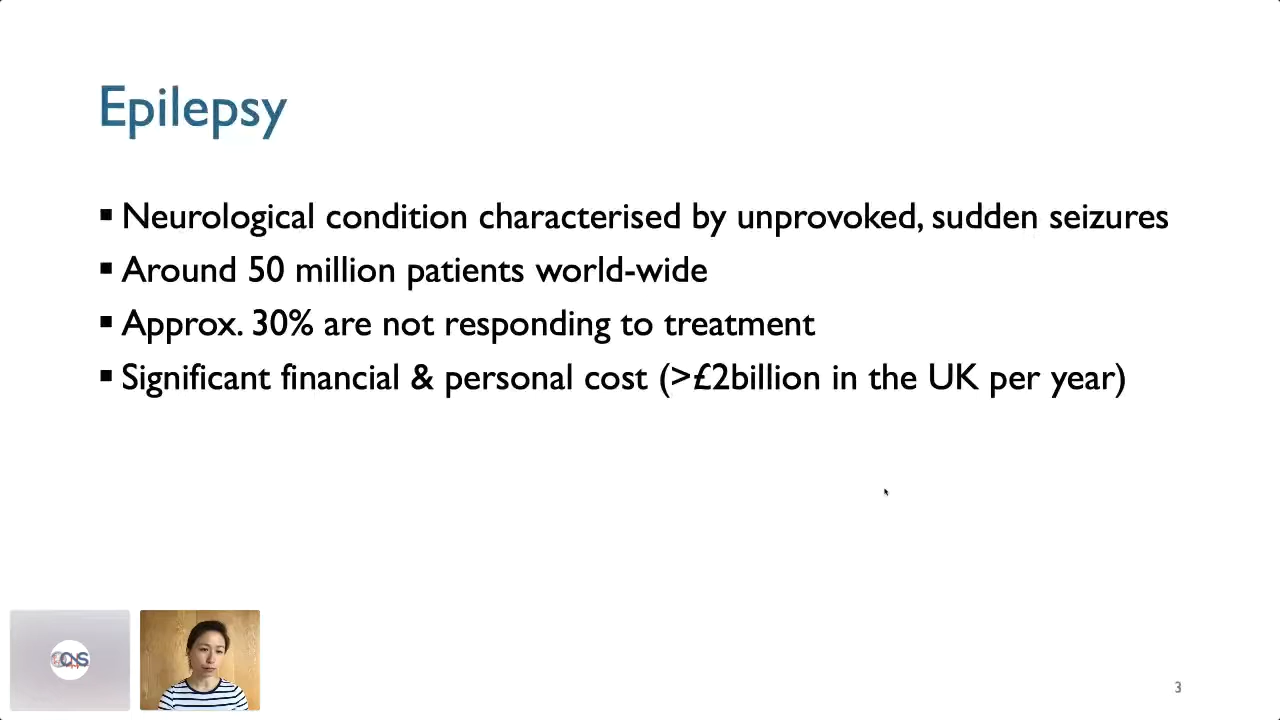 Epilepsy
▪ Neurological condition characterised by unprovoked, sudden seizures
▪ Around 50 million patients world-wide
▪ Approx. 30% are not responding to treatment
▪ Significant financial & personal cost (>£2billion in the UK per year)
3